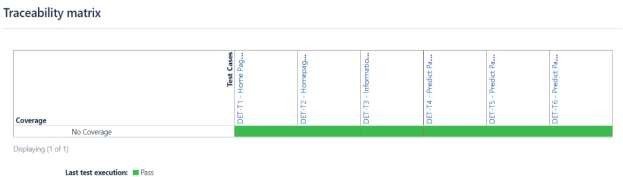 Traceability matrix
Test Cases
DET-T1 - Home Pag...
DET-T2 - Homepag...
DET-T3 - Informatio...
DET-T4 - Predict Pa...
DET-T5 - Predict Pa...
DET-T6 - Predict Pa...
Coverage
No Coverage
Displaying (1 of 1)
Last test execution: Pass